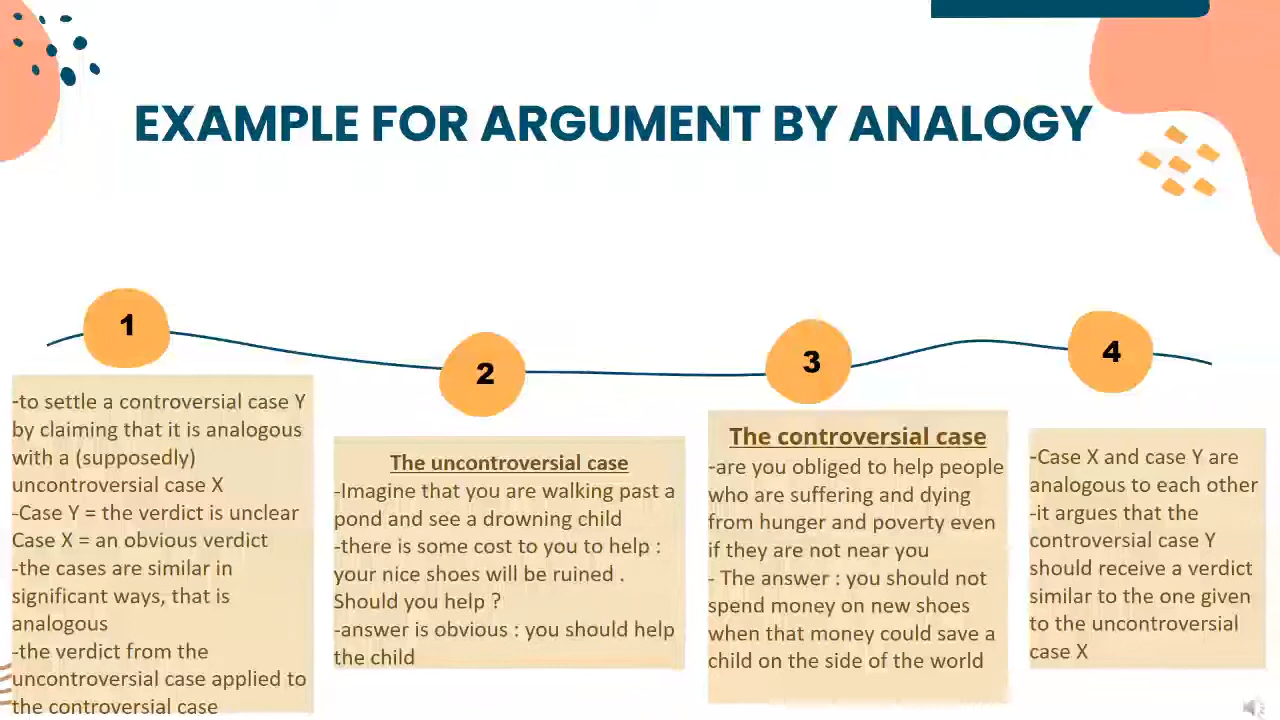 EXAMPLE FOR ARGUMENT BY ANALOGY
1
-to settle a controversial case Y
by claiming that it is analogous
with a (supposedly)
uncontroversial case X
-Case Y = the verdict is unclear
Case X = an obvious verdict
-the cases are similar in
significant ways, that is
analogous
-the verdict from the
uncontroversial case applied to
the controversial case
2
The uncontroversial case
-Imagine that you are walking past a
pond and see a drowning child
-there is some cost to you to help :
your nice shoes will be ruined .
Should you help ?
-answer is obvious : you should help
the child
3
The controversial case
-are you obliged to help people
who are suffering and dying
from hunger and poverty even
if they are not near you
- The answer : you should not
spend money on new shoes
when that money could save a
child on the side of the world
4
-Case X and case Y are
analogous to each other
-it argues that the
controversial case Y
should receive a verdict
similar to the one given
to the uncontroversial
case X